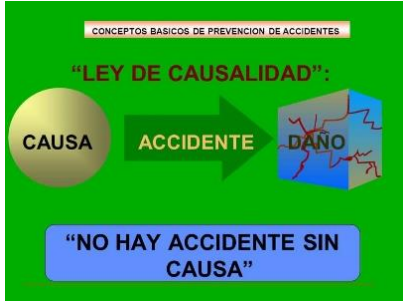 CONCEPTOS BASICOS DE PREVENCION DE ACCIDENTES
“LEY DE CAUSALIDAD”:
CAUSA
ACCIDENTE
DAÑO
“NO HAY ACCIDENTE SIN
CAUSA”